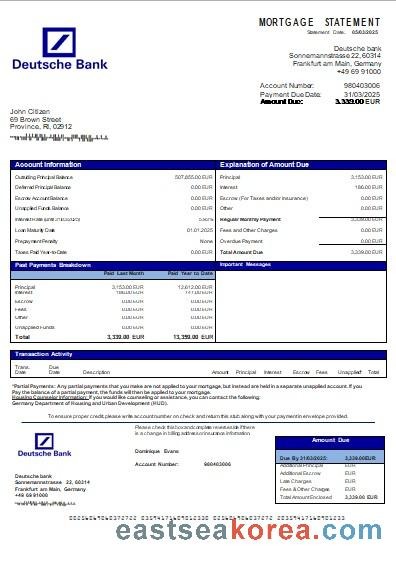 MORTGAGE STATEMENT
Statement Date: 05/03/2025
Deutsche Bank
Deutsche bank
Sonnemannstrasse 22, 60314
Frankfurt am Main, Germany
+49 69 91000
Account Number: 980403006
Payment Due Date: 31/03/2025
Amount Due: 3,339.00 EUR
John Citizen
69 Brown Street
Province, RI, 02912
Account Information
Outstanding Principal Balance 507,655.00 EUR
Deferred Principal Balance 0.00 EUR
Escrow Account Balance 0.00 EUR
Unapplied Funds Balance 0.00 EUR
Interest Rate (until 31/03/2025)
Loan Maturity Date 01.01.2025
Prepayment Penalty None
Taxes Paid Year-to-Date 0.00 EUR
Explanation of Amount Due
Principal 3,153.00 EUR
Interest 186.00 EUR
Escrow (For Taxes and/or Insurance) 0.00 EUR
Other 0.00 EUR
Regular Monthly Payment 3,339.00 EUR
Fees and Other Charges 0.00 EUR
Overdue Payment 0.00 EUR
Total Amount Due 3,339.00 EUR
Past Payments Breakdown
Paid Last Month Paid Year to Date
Principal 3,153.00 EUR 12,612.00 EUR
Interest 186.00 EUR
Escrow 0.00 EUR 0.00 EUR
Fees 0.00 EUR 0.00 EUR
Other 0.00 EUR 0.00 EUR
Unapplied Funds 0.00 EUR 0.00 EUR
Total 3,339.00 EUR 13,359.00 EUR
Important Messages
Transaction Activity
Trans. Date Due Date Description Amount Principal Interest Escrow Fees Unapplied Total
*Partial Payments: Any partial payments that you make are not applied to your mortgage, but instead are held in a separate unapplied account. If you
Pay the balance of a partial payment, the funds will then be applied to your mortgage.
Housing Counselor Information: If you would like counseling or assistance, you can contact the following:
Germany Department of Housing and Urban Development (HUD).
To ensure proper credit, please write account number on check and return this stub along with your payment in envelope provided.
Deutsche Bank
Please check this box and complete reverse side if there
is a change in billing address or insurance information.
Dominique Evans
Account Number: 980403006
Deutsche bank
Sonnemannstrasse 22, 60314
Frankfurt am Main, Germany
+49 69 91000
Amount Due
Due By 31/03/2025: 3,339.00EUR
Additional Principal EUR
Additional Escrow EUR
Late Charges EUR
Fees & Other Charges EUR
Total Amount Enclosed 3,339.00 EUR
eastseakorea.com